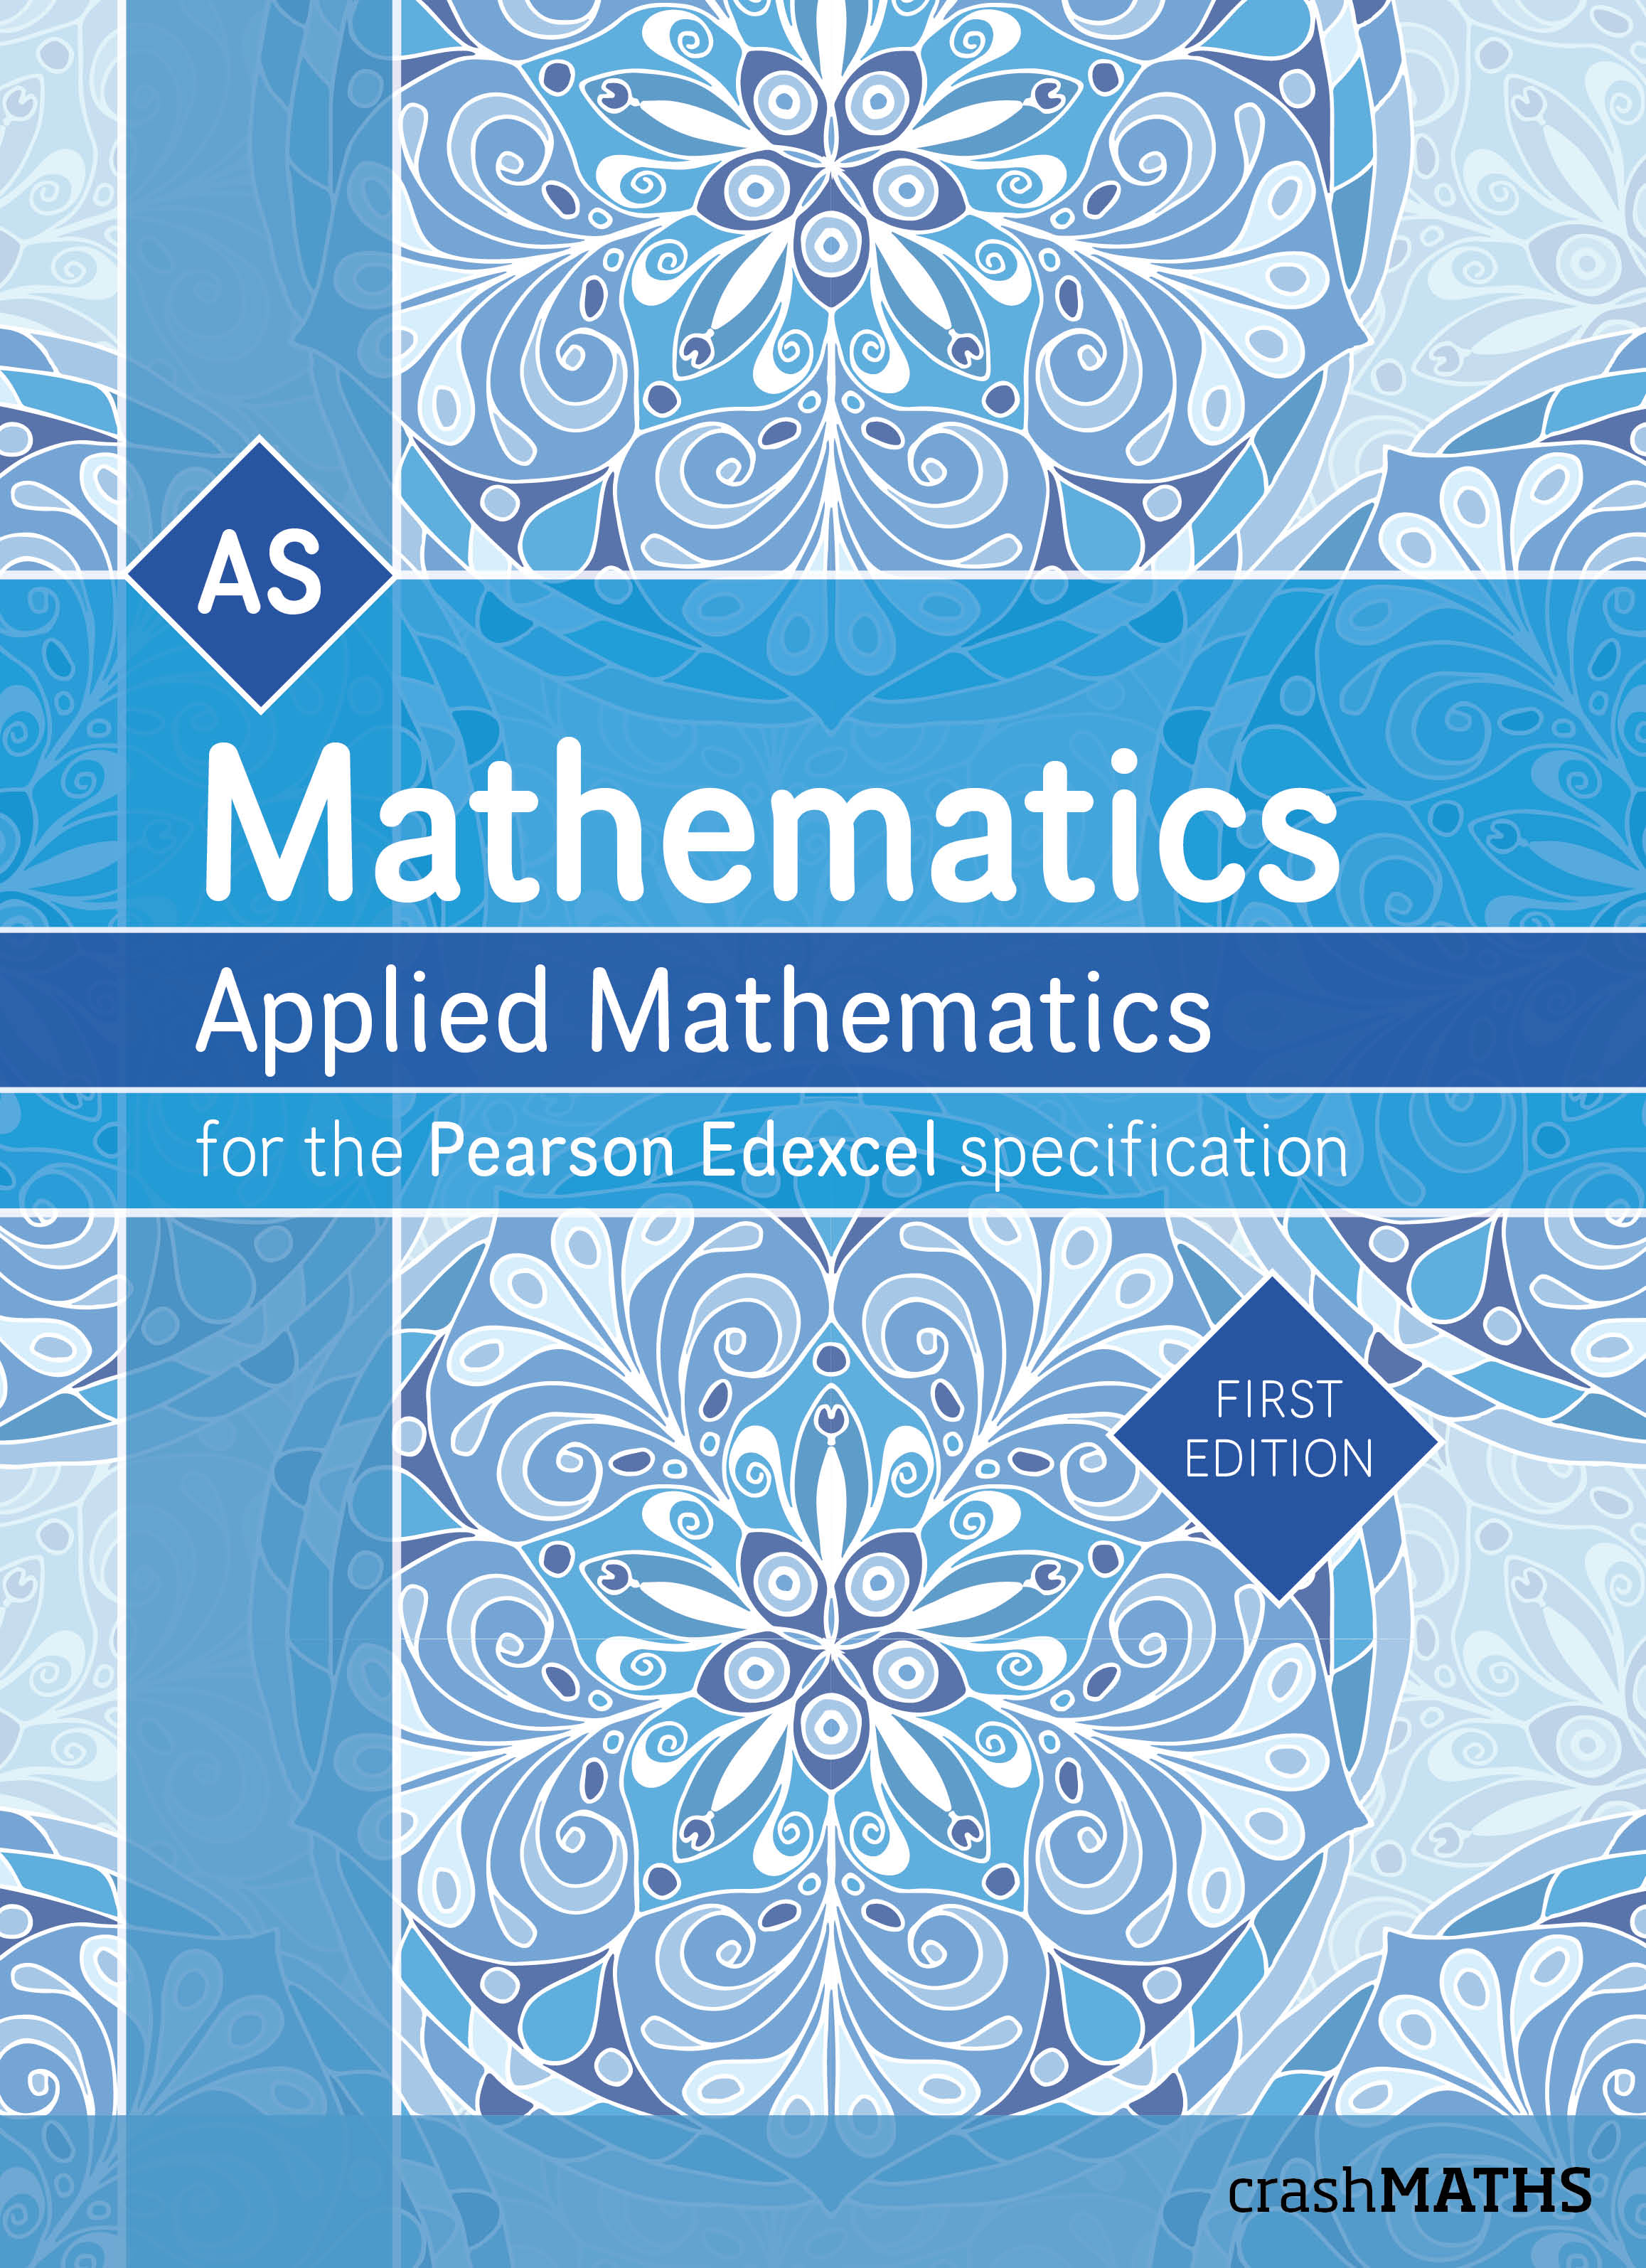 AS
Mathematics
Applied Mathematics
for the Pearson Edexcel specification
FIRST
EDITION
crashMATHS